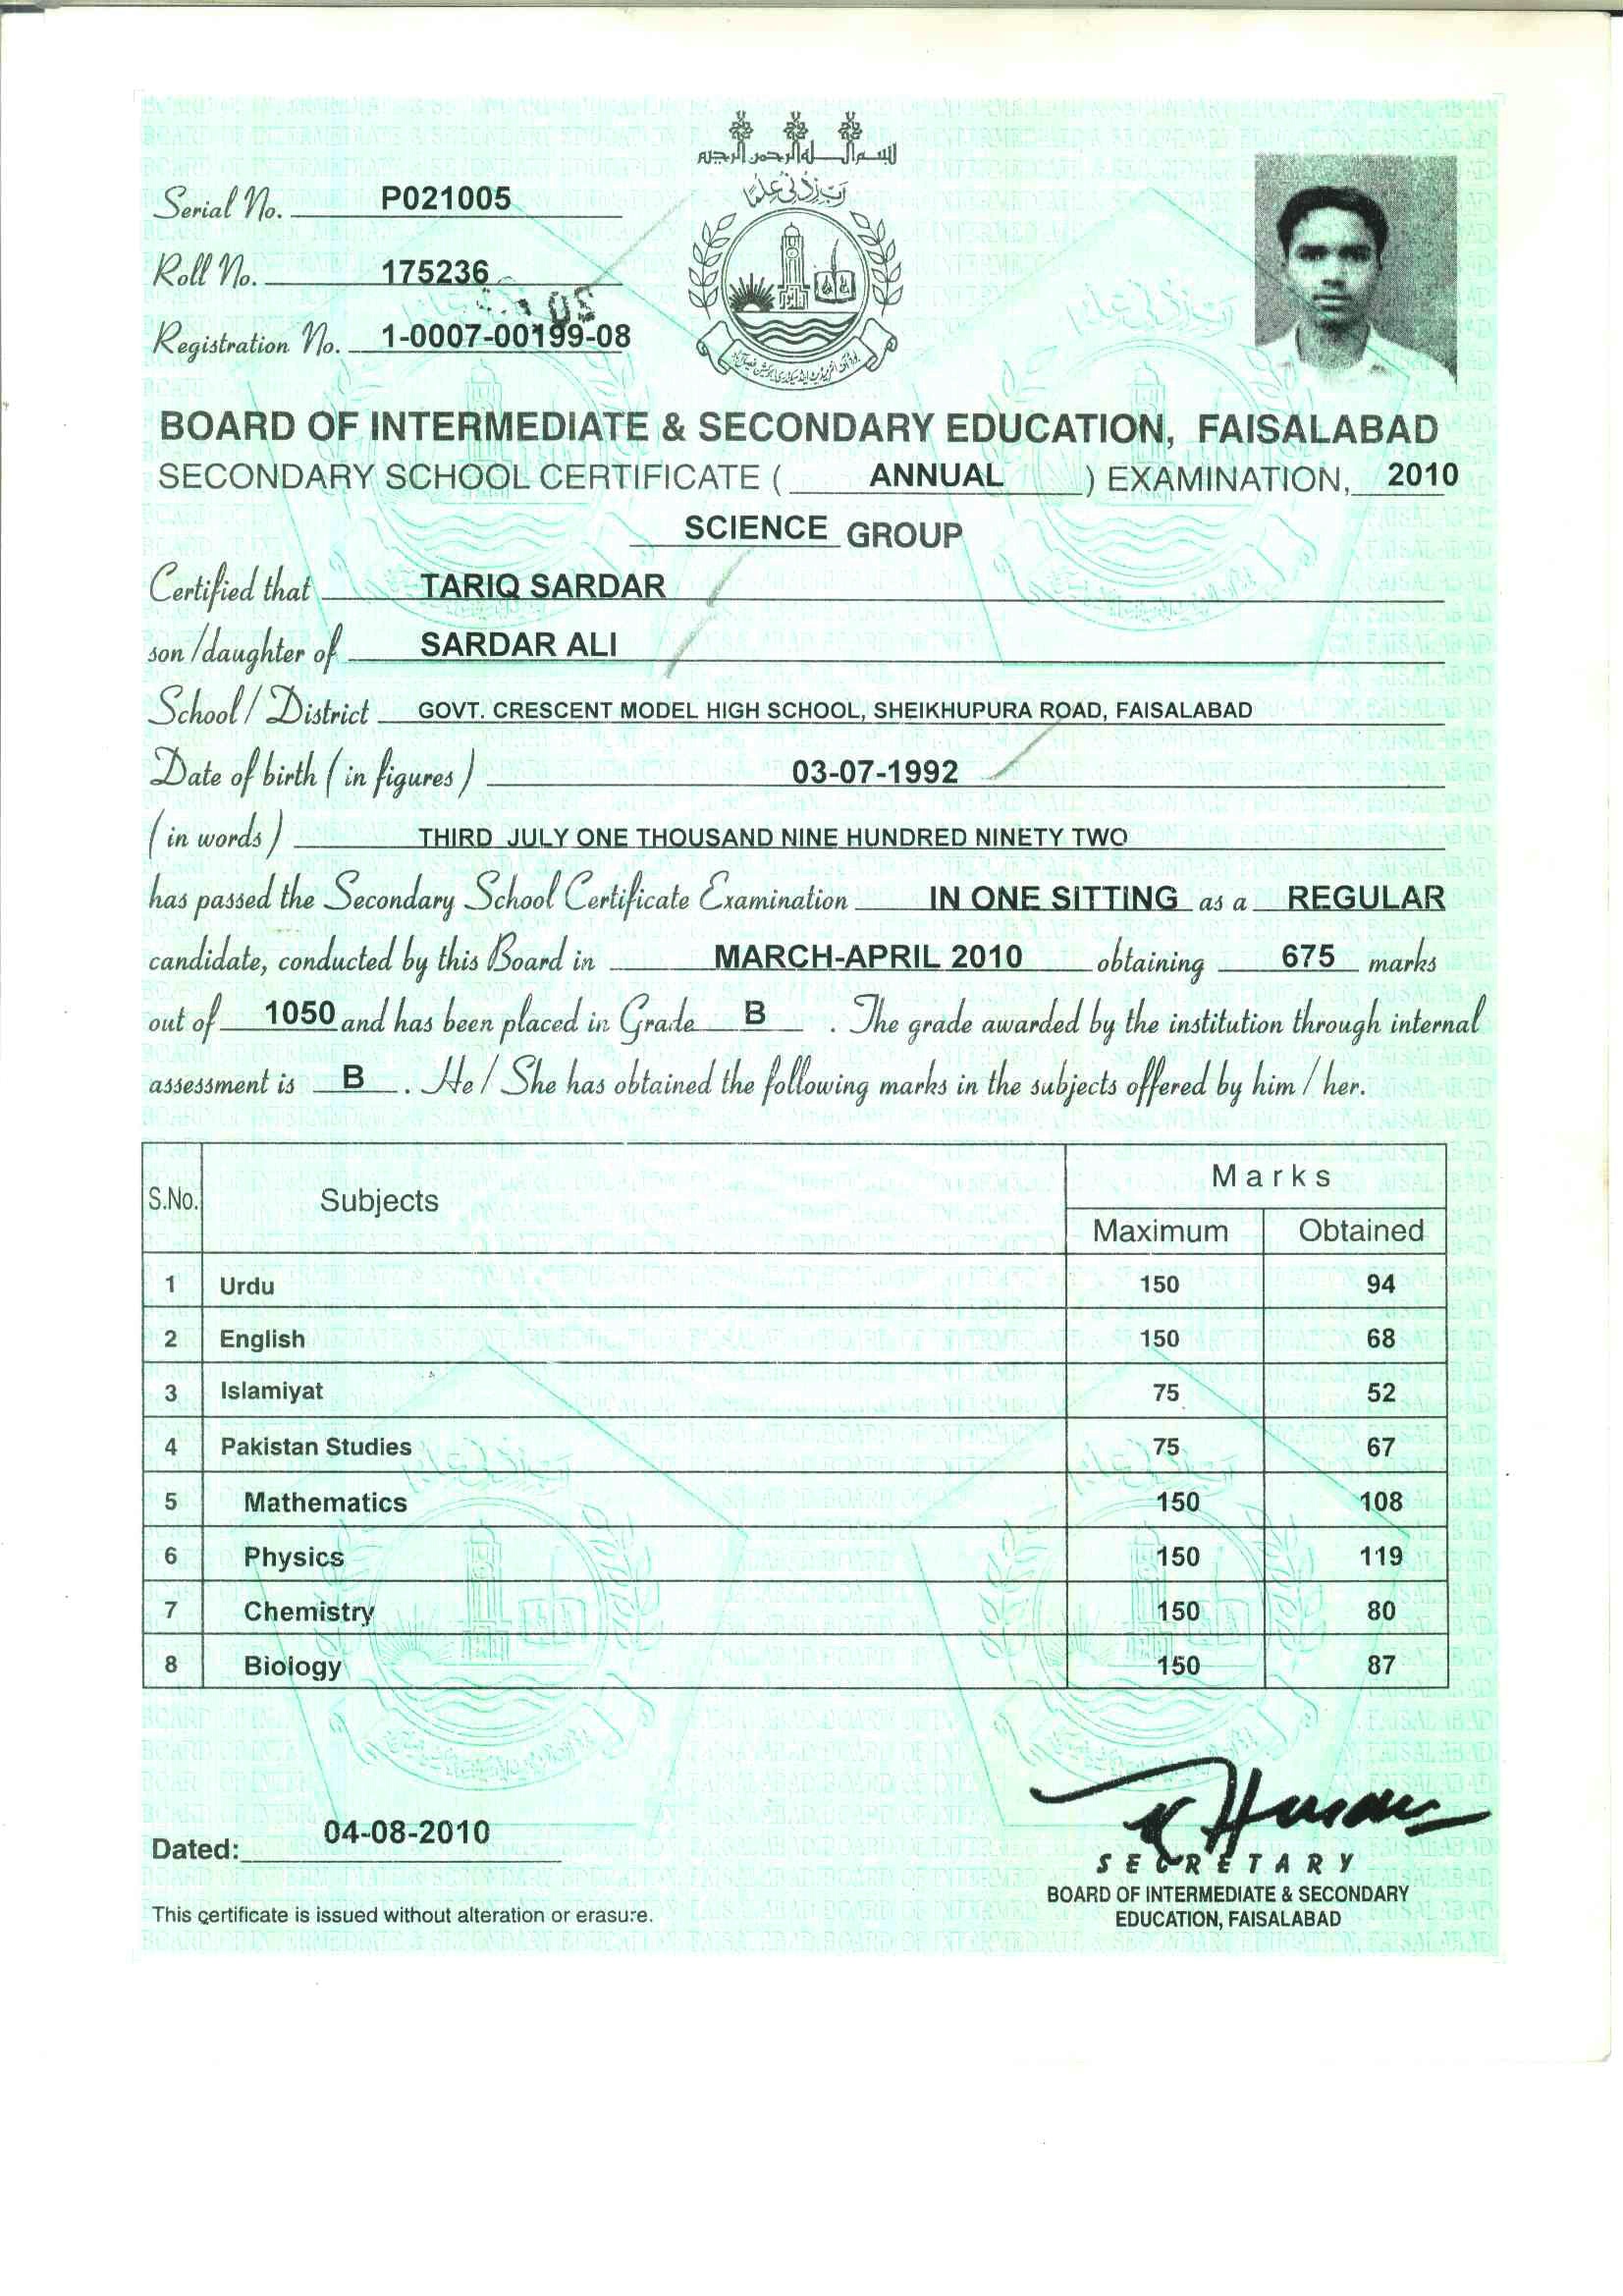 بسم الله الرحمن الرحيم
رب زدني علما
Serial No. P021005
Roll No. 175236
Registration No. 1-0007-00199-08
BOARD OF INTERMEDIATE & SECONDARY EDUCATION, FAISALABAD
SECONDARY SCHOOL CERTIFICATE ( ANNUAL ) EXAMINATION, 2010
SCIENCE GROUP
Certified that TARIQ SARDAR
son/daughter of SARDAR ALI
School/District GOVT. CRESCENT MODEL HIGH SCHOOL, SHEIKHUPURA ROAD, FAISALABAD
Date of birth (in figures) 03-07-1992
(in words) THIRD JULY ONE THOUSAND NINE HUNDRED NINETY TWO
has passed the Secondary School Certificate Examination IN ONE SITTING as a REGULAR
candidate, conducted by this Board in MARCH-APRIL 2010 obtaining 675 marks
out of 1050 and has been placed in Grade B . The grade awarded by the institution through internal
assessment is B . He / She has obtained the following marks in the subjects offered by him / her.
S.No. Subjects Marks
Maximum Obtained
1 Urdu 150 94
2 English 150 68
3 Islamiyat 75 52
4 Pakistan Studies 75 67
5 Mathematics 150 108
6 Physics 150 119
7 Chemistry 150 80
8 Biology 150 87
Dated: 04-08-2010
SECRETARY
BOARD OF INTERMEDIATE & SECONDARY
EDUCATION, FAISALABAD
This certificate is issued without alteration or erasure.